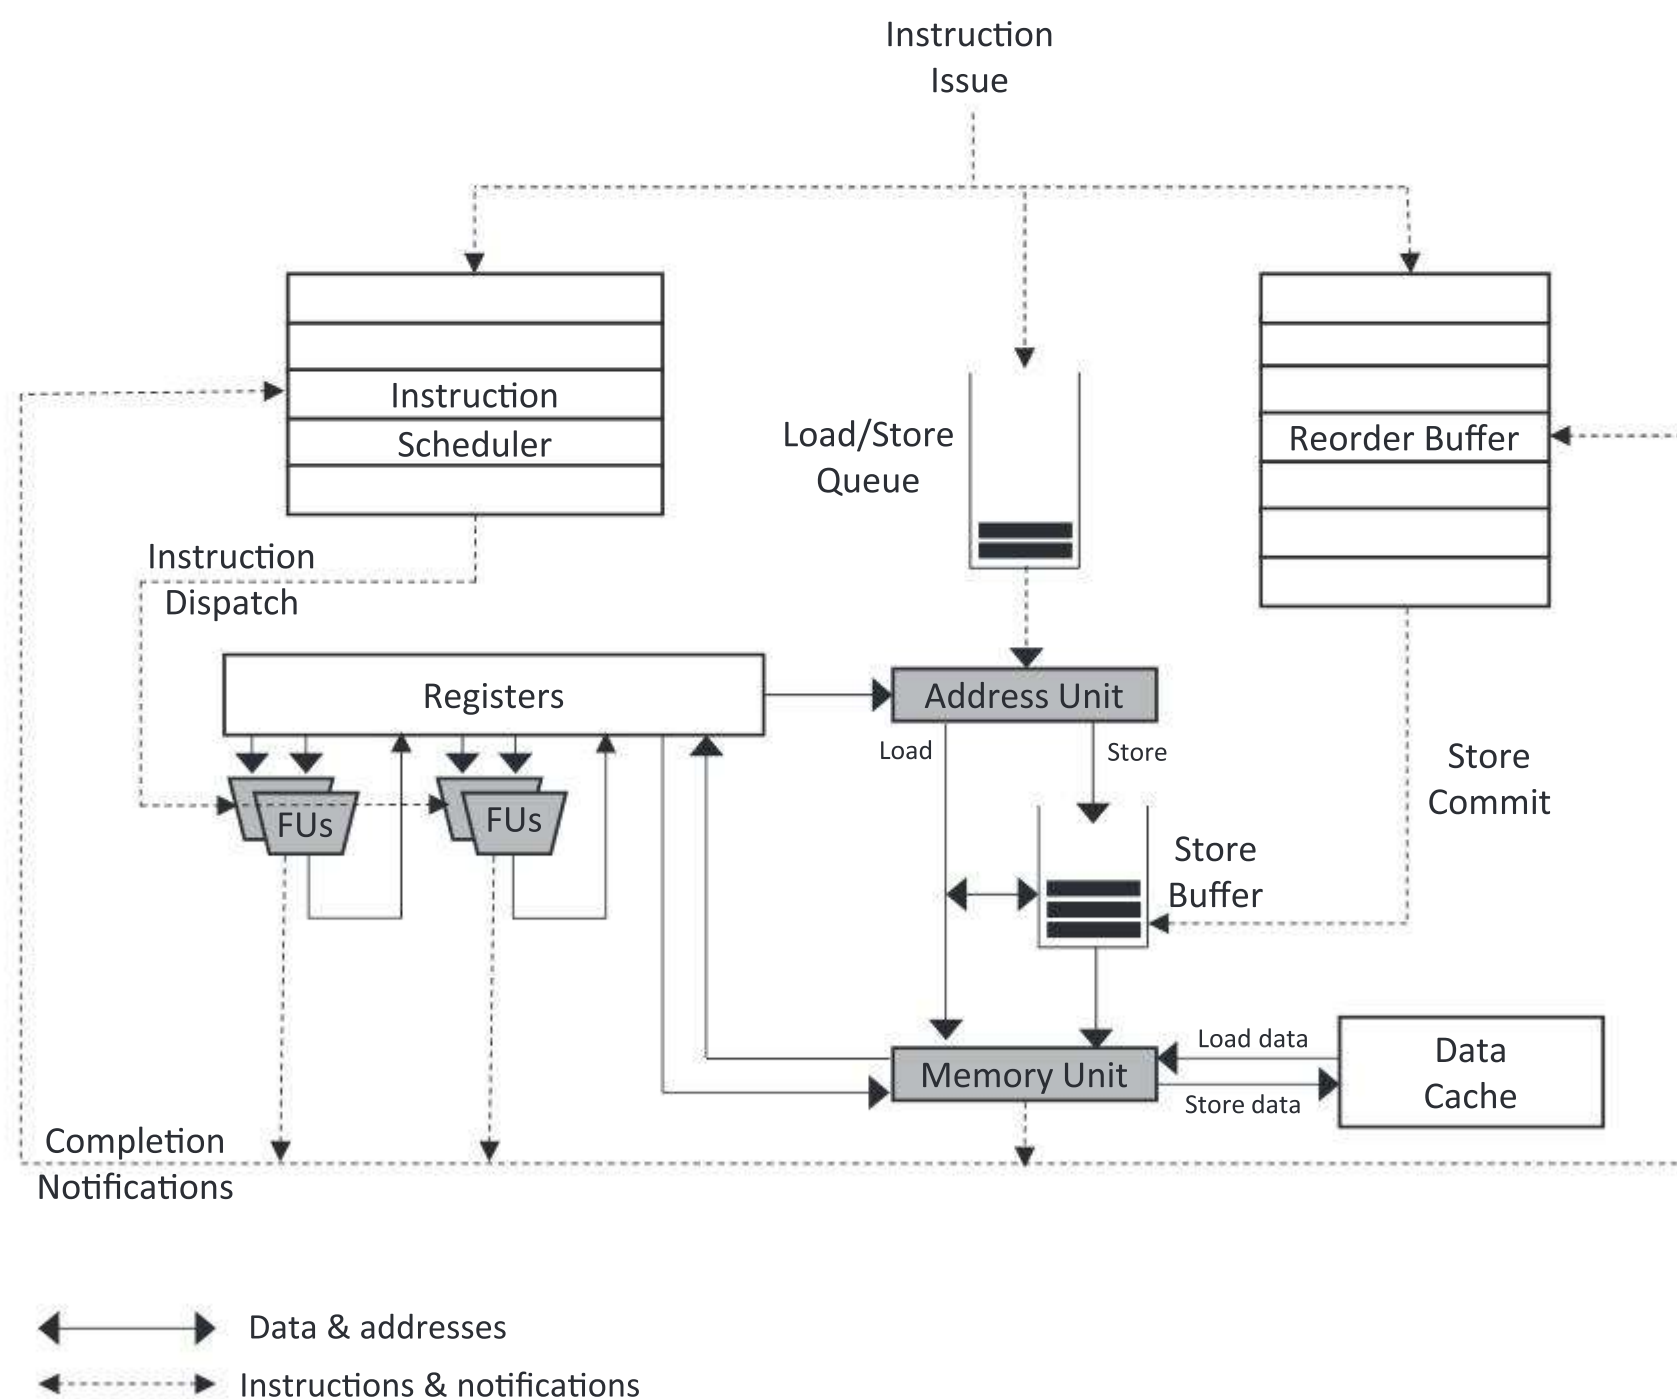 Instruction
Issue
Instruction
Scheduler
Load/Store
Queue
Reorder Buffer
Instruction
Dispatch
Registers
Address Unit
Load
Store
Store
Commit
FUs
FUs
Store
Buffer
Memory Unit
Load data
Store data
Data
Cache
Completion
Notifications
Data & addresses
Instructions & notifications